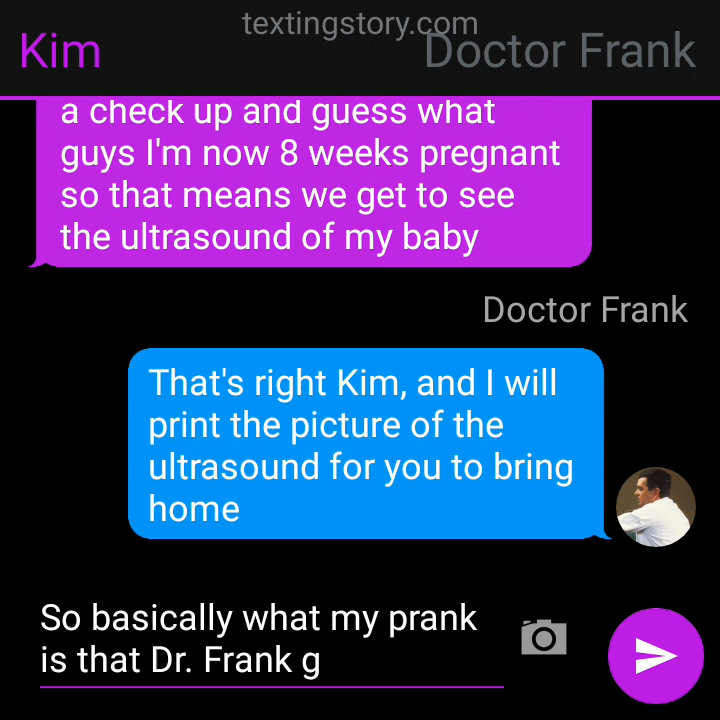 textingstory.com
Kim
Doctor Frank
a check up and guess what
guys I'm now 8 weeks pregnant
so that means we get to see
the ultrasound of my baby
Doctor Frank
That's right Kim, and I will
print the picture of the
ultrasound for you to bring
home
So basically what my prank
is that Dr. Frank g